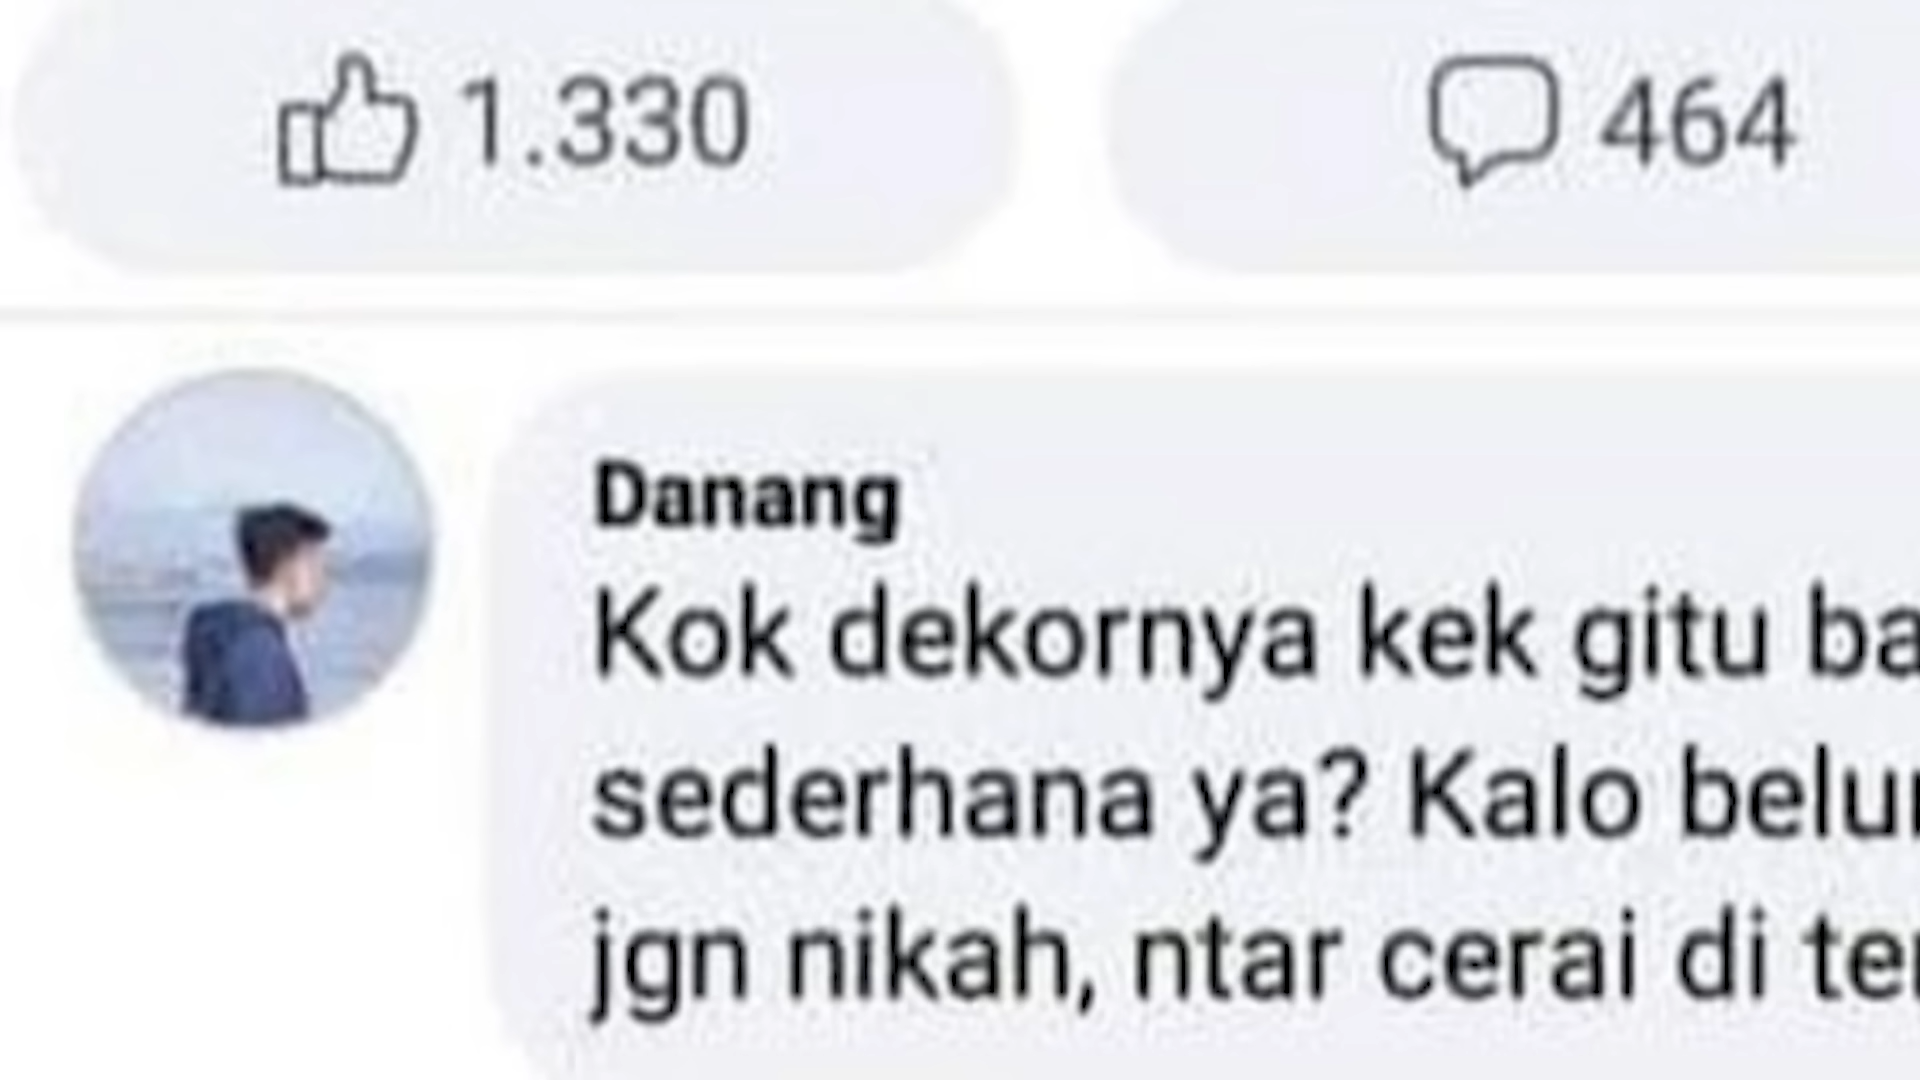 1.330
464
Danang
Kok dekornya kek gitu
sederhana ya? Kalo
jgn nikah, ntar cerai di